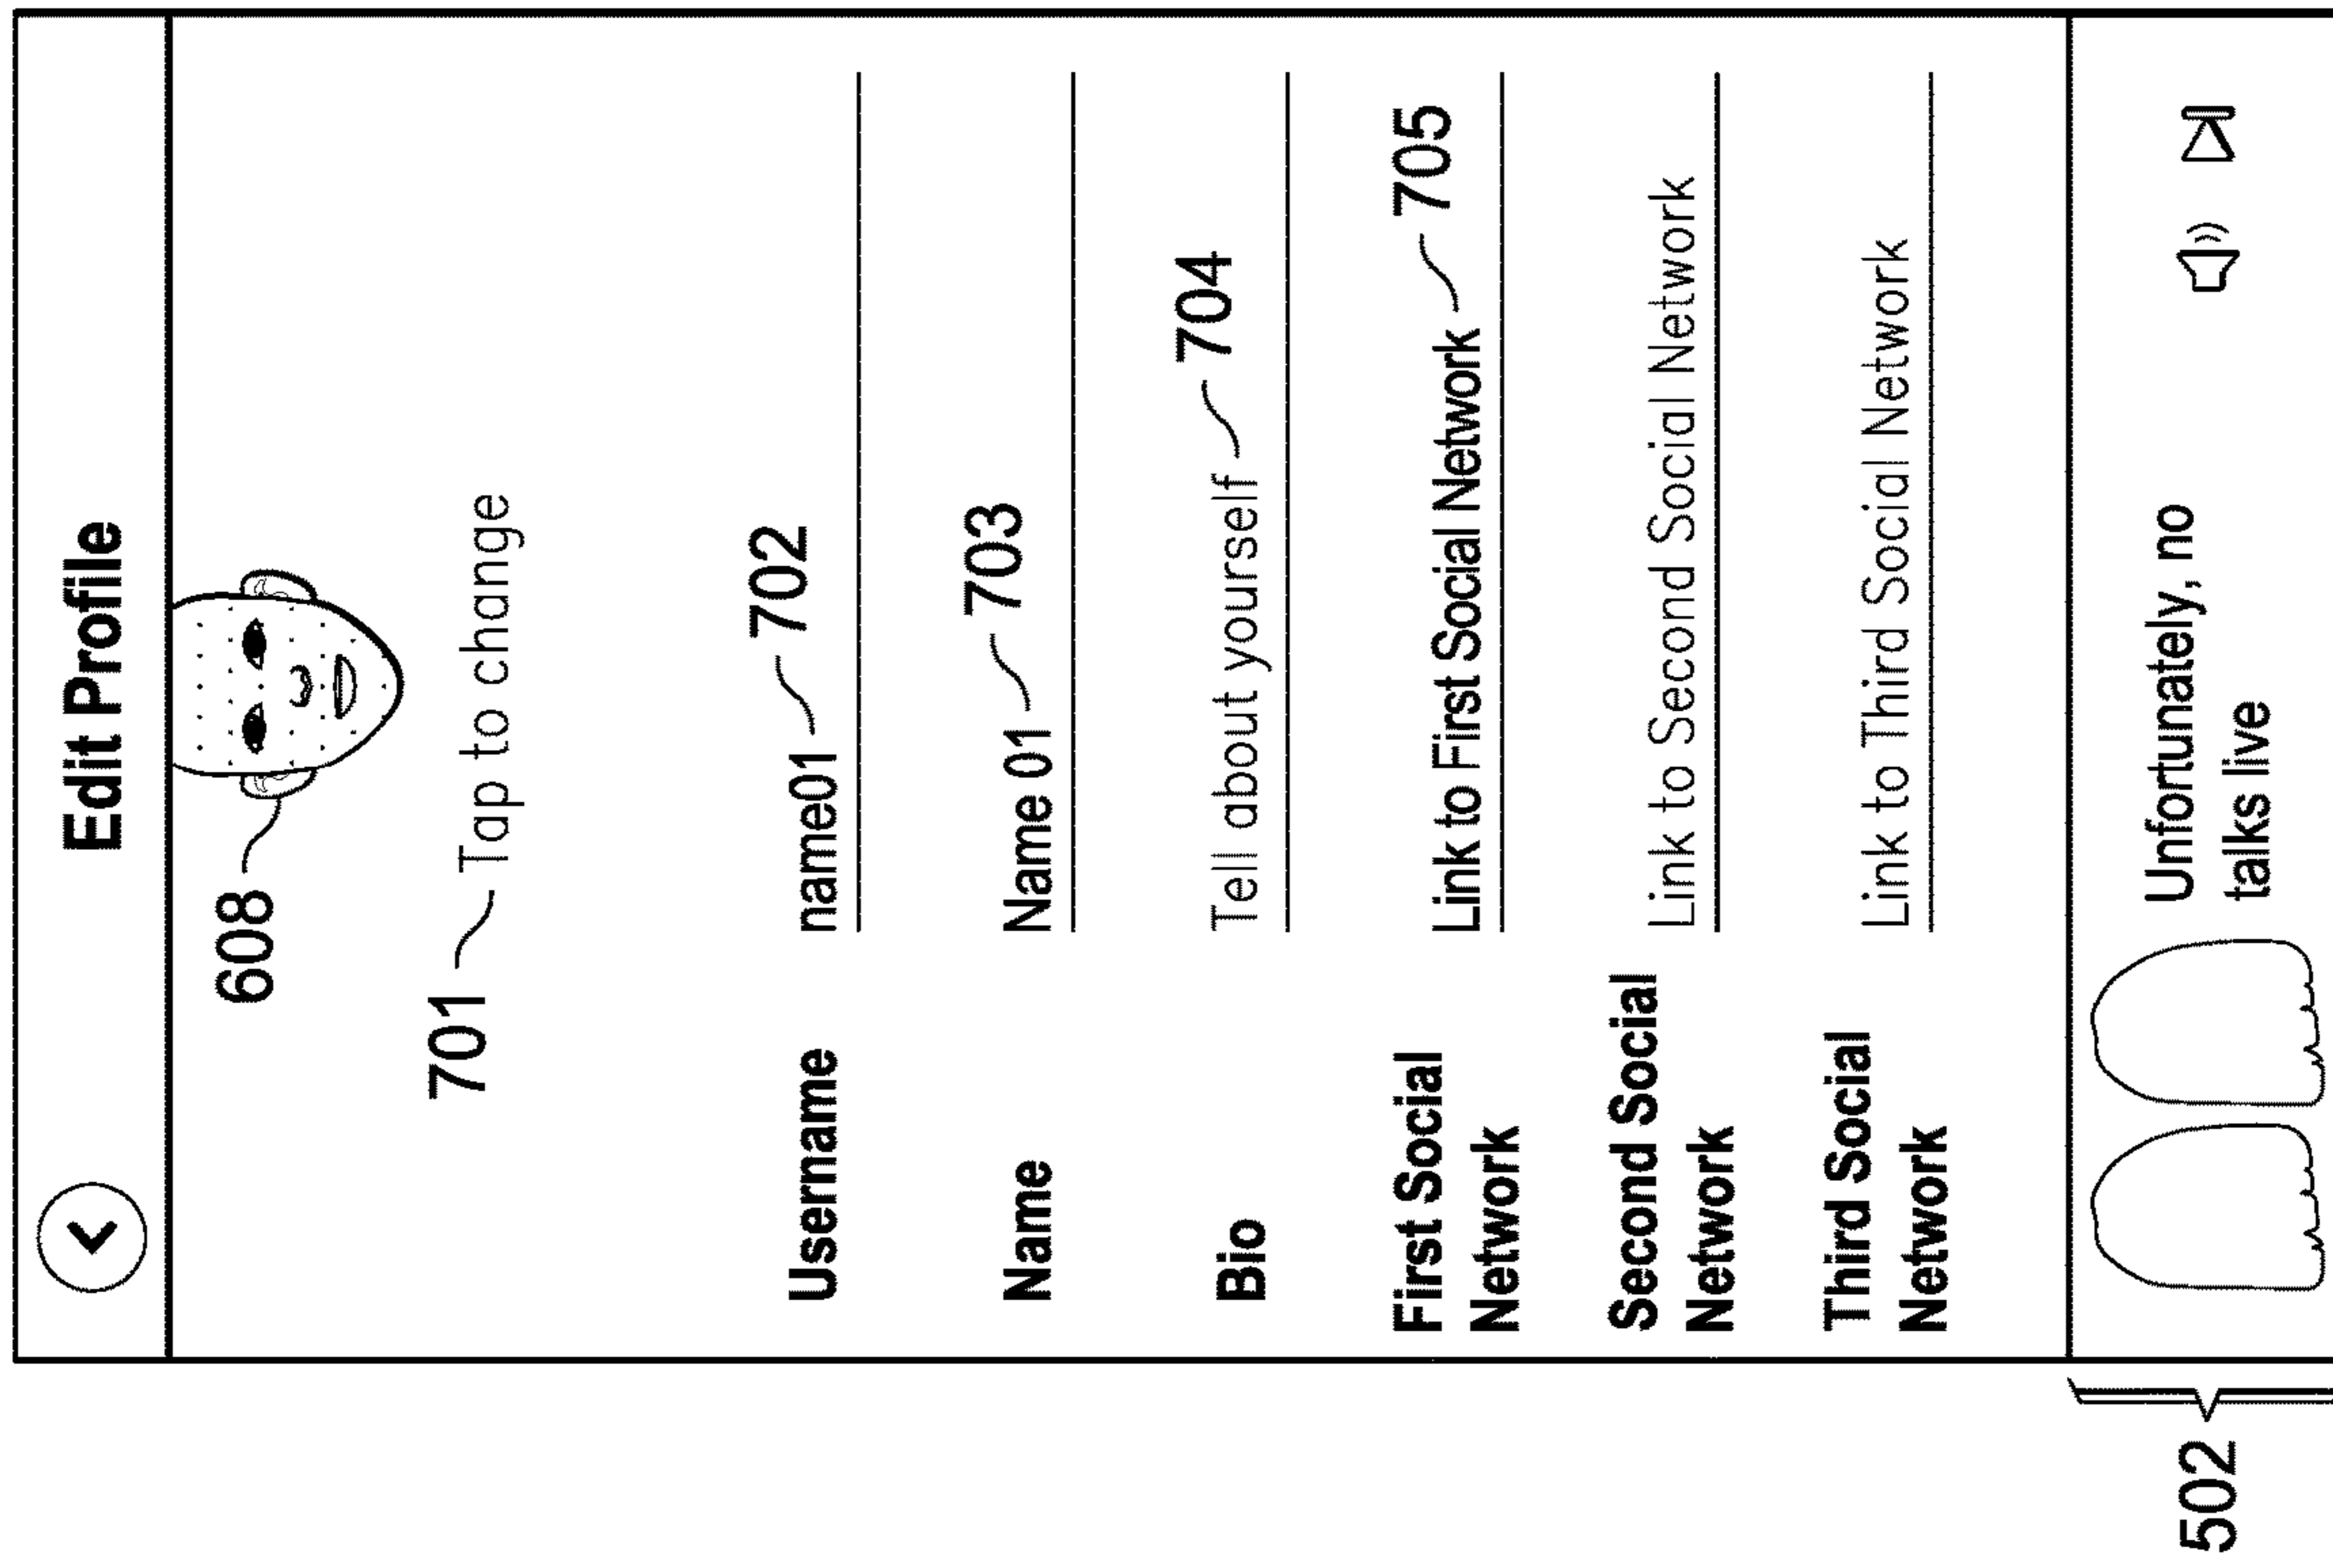 Edit Profile
608
701 Tap to change
Username name01 702
Name Name 01 703
Bio Tell about yourself 704
First Social
Network
Link to First Social Network 705
Second Social
Network
Link to Second Social Network
Third Social
Network
Link to Third Social Network
502
Unfortunately, no
talks live